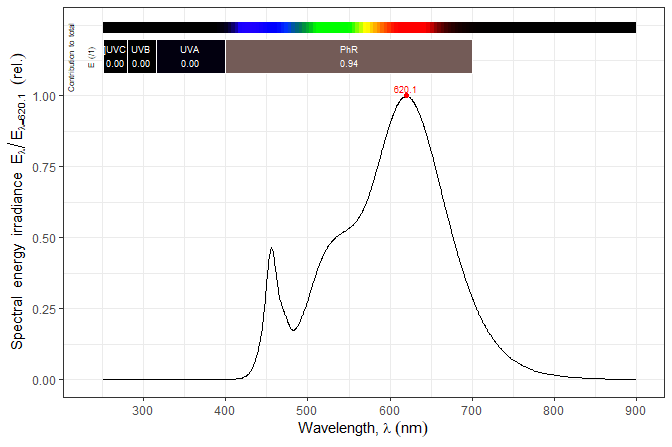 Contribution to total
E (/1)
UVC UVB UVA PhR
0.00 0.00 0.00 0.94
620.1
Spectral energy irradiance Eλ/Eλ=620.1 (rel.)
1.00
0.75
0.50
0.25
0.00
300 400 500 600 700 800 900
Wavelength, λ (nm)